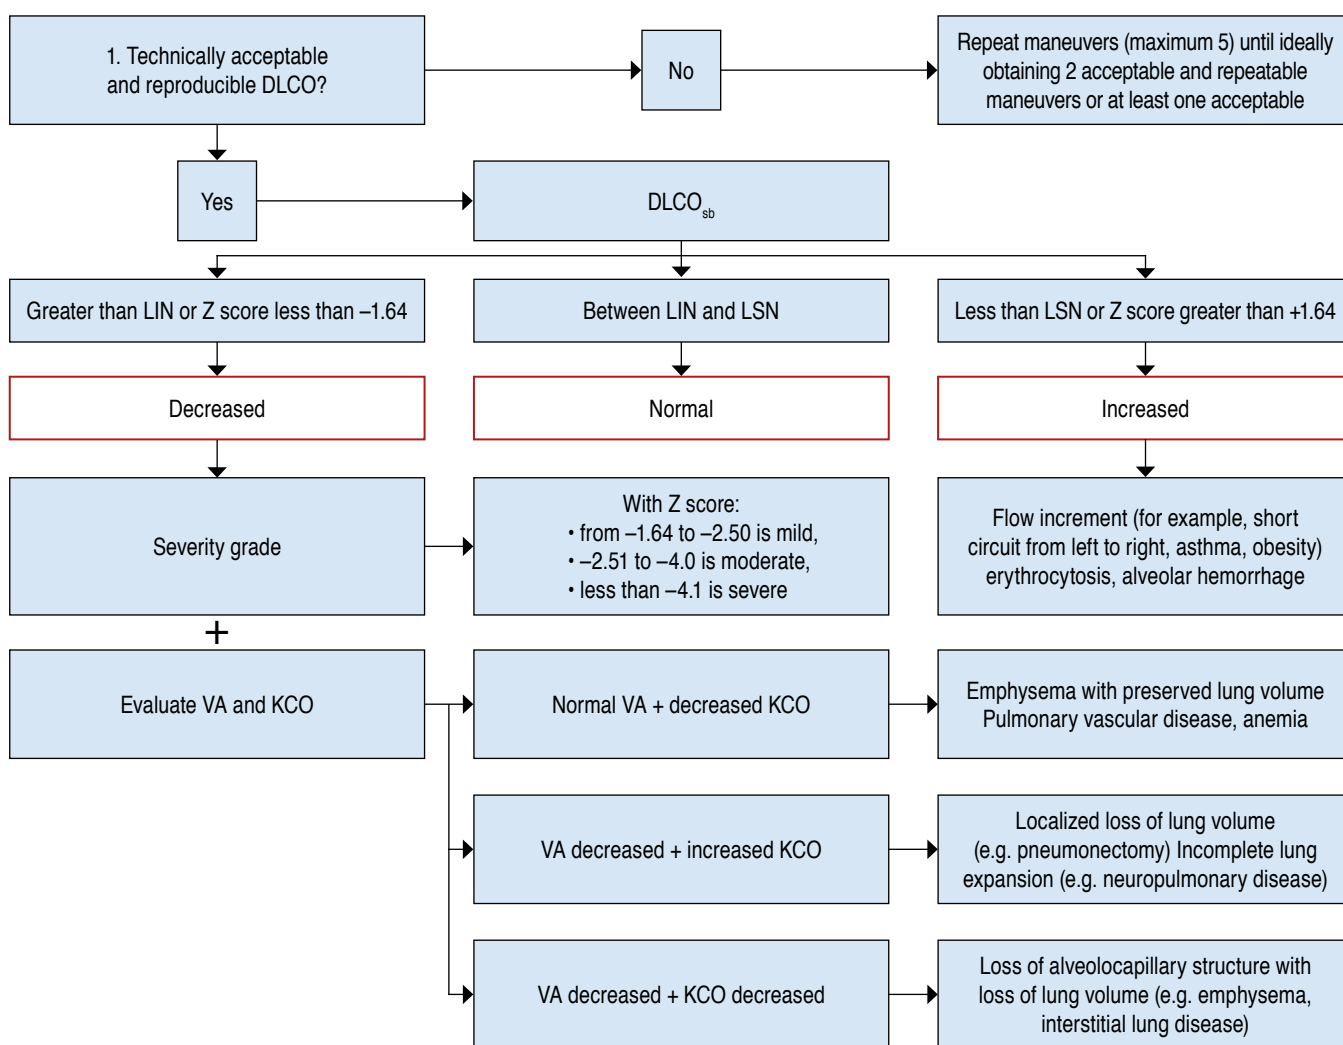 1. Technically acceptable
and reproducible DLCO?
No
Repeat maneuvers (maximum 5) until ideally
obtaining 2 acceptable and repeatable
maneuvers or at least one acceptable
Yes
DLCOsb
Greater than LIN or Z score less than –1.64
Between LIN and LSN
Less than LSN or Z score greater than +1.64
Decreased
Normal
Increased
Severity grade
With Z score:
• from –1.64 to –2.50 is mild,
• –2.51 to –4.0 is moderate,
• less than –4.1 is severe
Flow increment (for example, short
circuit from left to right, asthma, obesity)
erythrocytosis, alveolar hemorrhage
+
Evaluate VA and KCO
Normal VA + decreased KCO
Emphysema with preserved lung volume
Pulmonary vascular disease, anemia
VA decreased + increased KCO
Localized loss of lung volume
(e.g. pneumonectomy) Incomplete lung
expansion (e.g. neuropulmonary disease)
VA decreased + KCO decreased
Loss of alveolocapillary structure with
loss of lung volume (e.g. emphysema,
interstitial lung disease)